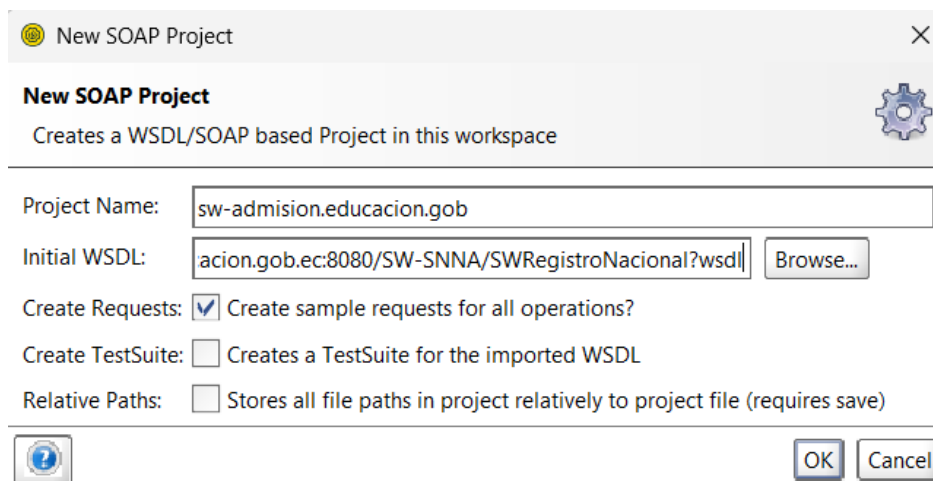 New SOAP Project
New SOAP Project
Creates a WSDL/SOAP based Project in this workspace
Project Name: sw-admision.educacion.gob
Initial WSDL: :acion.gob.ec:8080/SW-SNNA/SWRegistroNacional?wsdl Browse...
Create Requests: Create sample requests for all operations?
Create TestSuite: Creates a TestSuite for the imported WSDL
Relative Paths: Stores all file paths in project relatively to project file (requires save)
OK Cancel